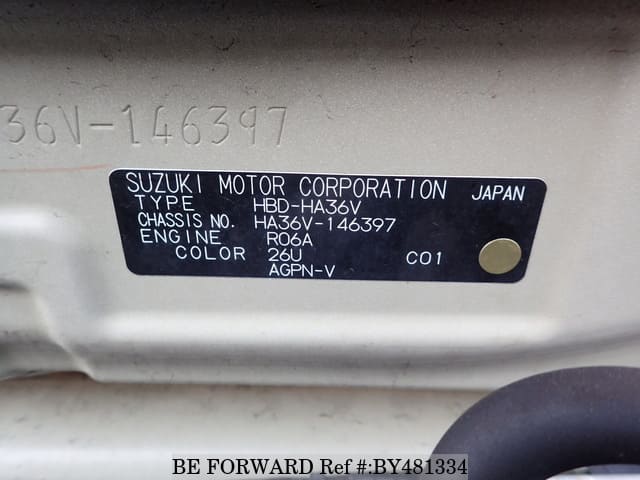 36V-146397
SUZUKI MOTOR CORPORATION JAPAN
TYPE HBD-HA36V
CHASSIS NO. HA36V-146397
ENGINE R06A
COLOR 26U C01
AGPN-V
BE FORWARD Ref #:BY481334